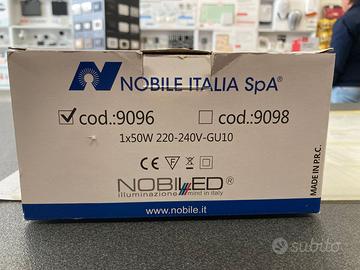 NOBILE ITALIA SpA®
cod.:9096 cod.:9098
1x50W 220-240V-GU10
CE F
NOBILED®
illuminazione mind in italy
www.nobile.it
MADE IN P.R.C.
subito